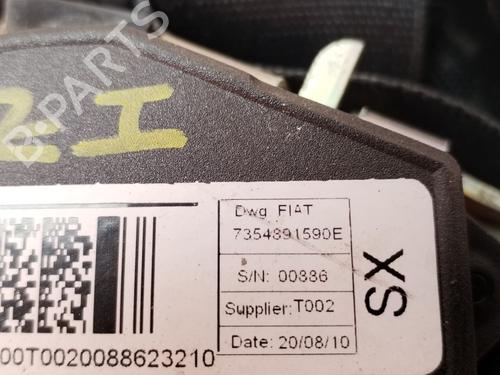 B-PARTS
Dwg FIAT
7354891590E
S/N: 00886
Supplier: T002
Date: 20/08/10
SX
00T0020088623210